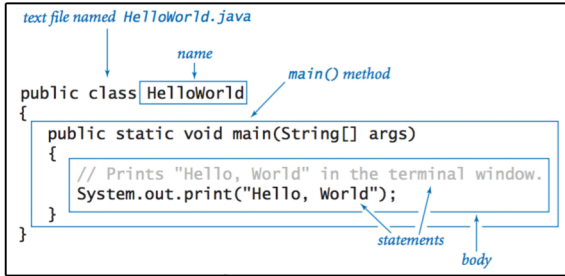 text file named HelloWorld.java
name
main() method
public class HelloWorld
{
public static void main(String[] args)
{
// Prints "Hello, World" in the terminal window.
System.out.print("Hello, World");
}
}
statements
body